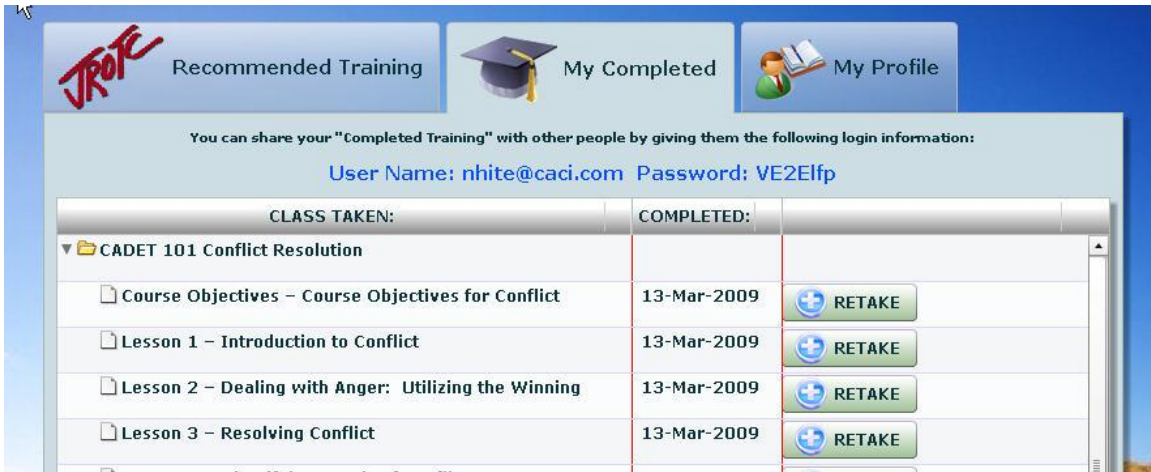 JROTC Recommended Training My Completed My Profile
You can share your "Completed Training" with other people by giving them the following login information:
User Name: nhite@caci.com Password: VE2Elfp
CLASS TAKEN: COMPLETED:
CADET 101 Conflict Resolution
Course Objectives – Course Objectives for Conflict 13-Mar-2009 RETAKE
Lesson 1 – Introduction to Conflict 13-Mar-2009 RETAKE
Lesson 2 – Dealing with Anger: Utilizing the Winning 13-Mar-2009 RETAKE
Lesson 3 – Resolving Conflict 13-Mar-2009 RETAKE